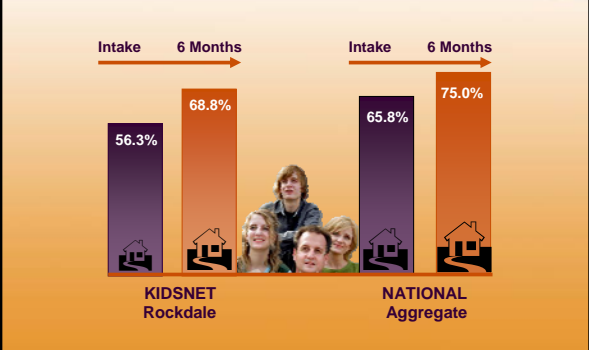 Intake 6 Months
Intake 6 Months
56.3%
68.8%
65.8%
75.0%
KIDSNET
Rockdale
NATIONAL
Aggregate